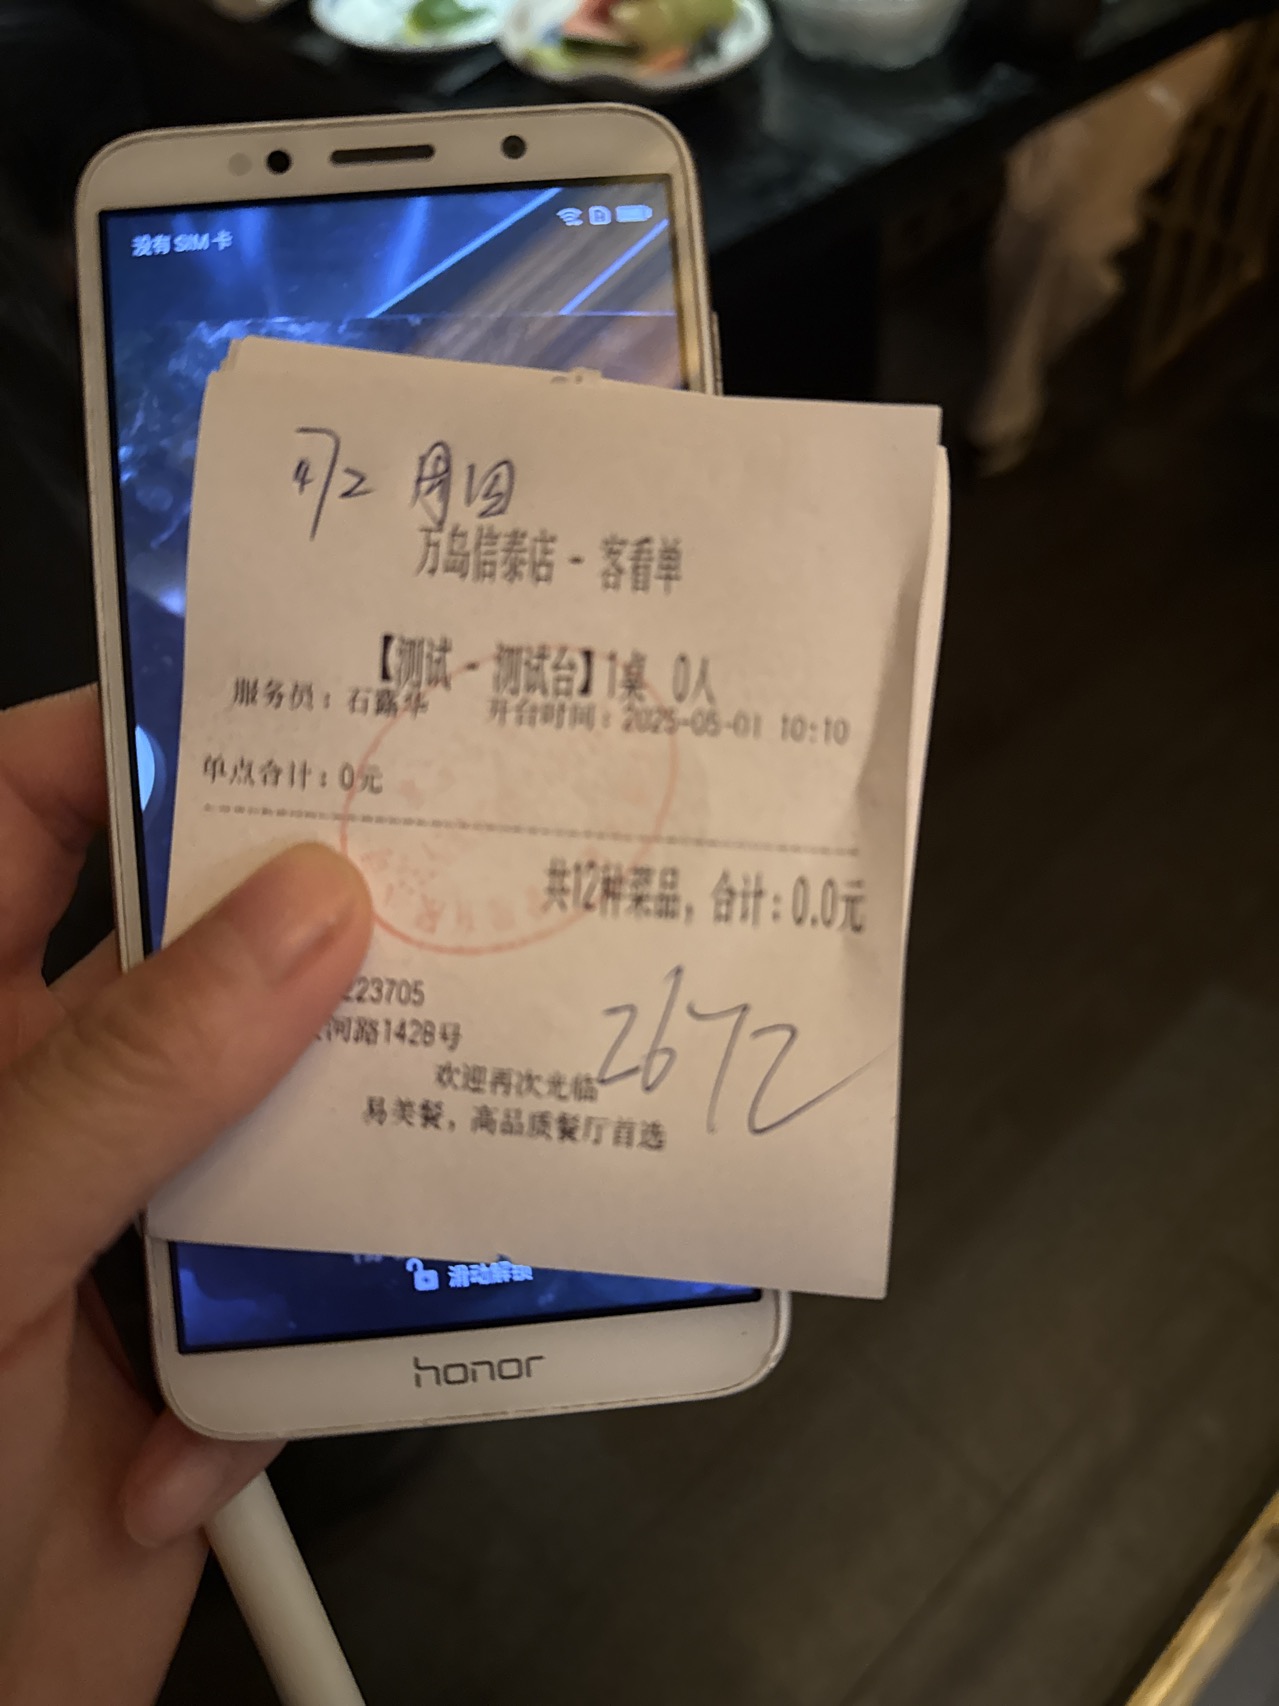 没有SIM卡
4/2 周四
万岛信泰店 - 客看单
【测试 - 测试台】1桌 0人
服务员：石露华 开台时间：2025-05-01 10:10
单点合计：0元
共12种菜品，合计：0.0元
223705
河路1428号
2672
欢迎再次光临
易美餐，高品质餐厅首选
滑动解锁
honor